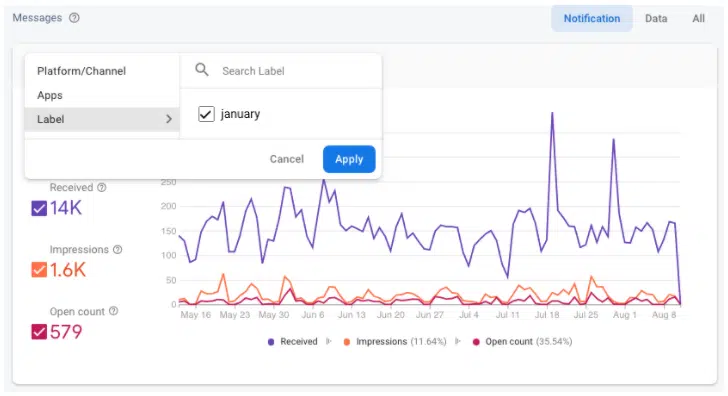 Messages
Notification
Data
All
Platform/Channel
Apps
Label
Search Label
january
Cancel
Apply
Received
14K
Impressions
1.6K
Open count
579
250
200
150
100
50
0
May 16 May 23 May 30 Jun 6 Jun 13 Jun 20 Jun 27 Jul 4 Jul 11 Jul 18 Jul 25 Aug 1 Aug 8
Received Impressions (11.64%) Open count (35.54%)